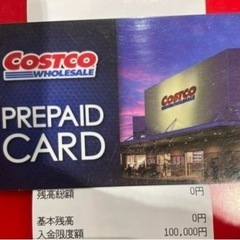 COSTCO
WHOLESALE
PREPAID
CARD
COSTCO
WHOLESALE
残高総額 0円
基本残高 0円
入金限度額 100,000円